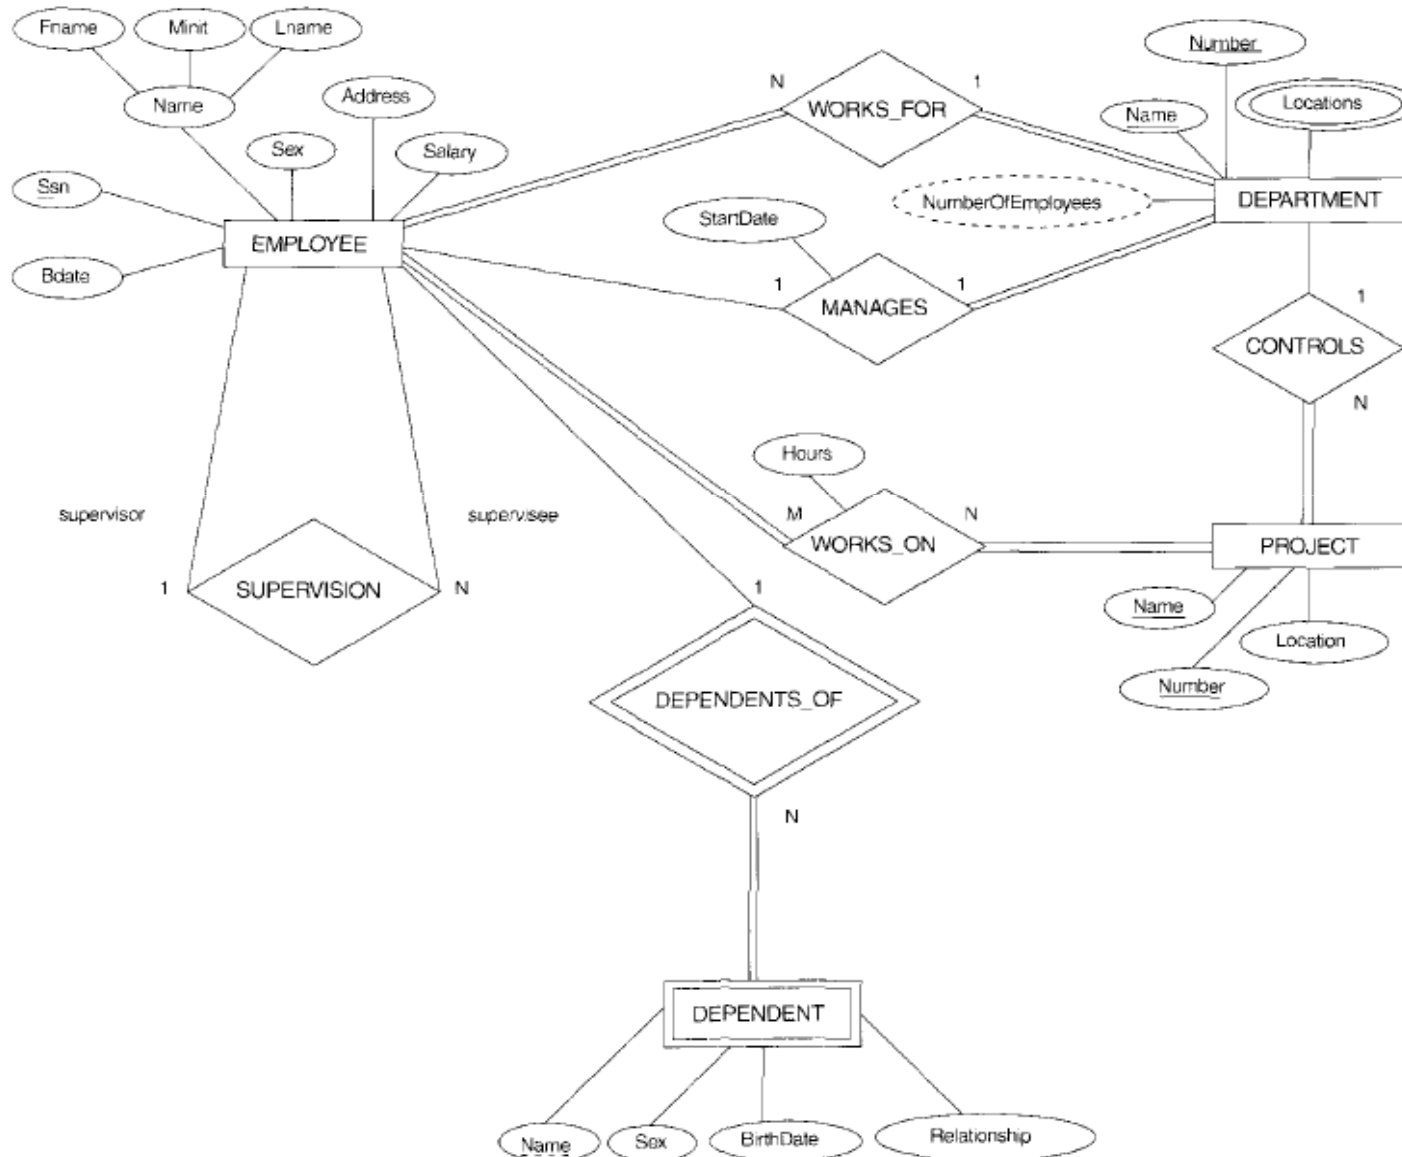 Fname
Minit
Lname
Name
Address
Sex
Salary
Ssn
Bdate
EMPLOYEE
N
WORKS_FOR
1
Number
Name
Locations
NumberOfEmployees
DEPARTMENT
StartDate
1
MANAGES
1
1
CONTROLS
N
supervisor
supervisee
1
SUPERVISION
N
Hours
M
WORKS_ON
N
PROJECT
Name
Number
Location
1
DEPENDENTS_OF
N
DEPENDENT
Name
Sex
BirthDate
Relationship